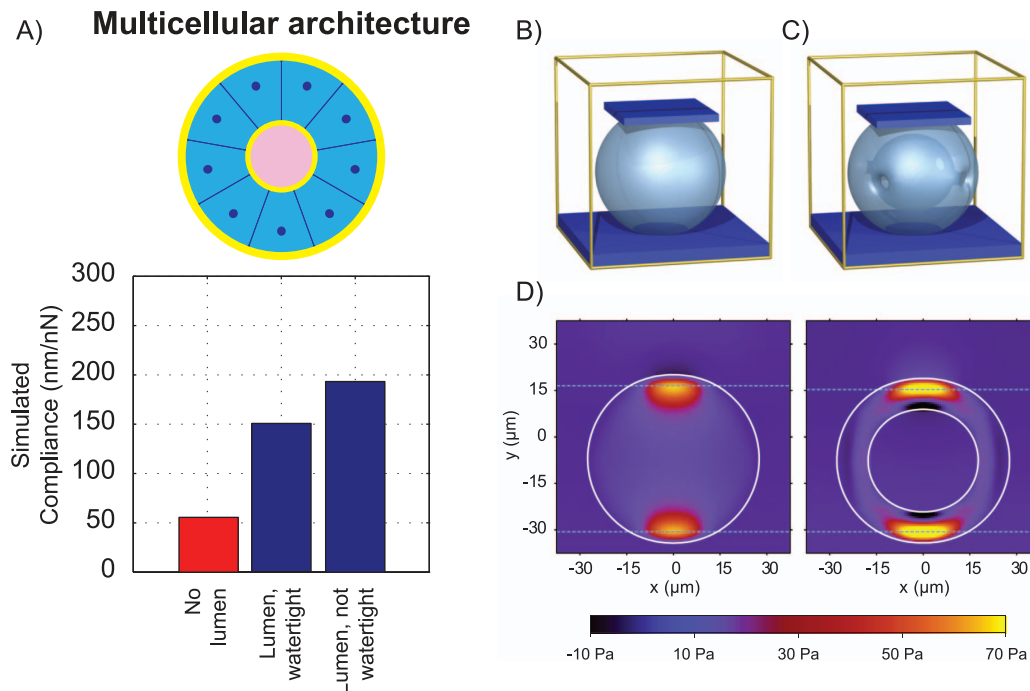 A)
Multicellular architecture
B)
C)
300
250
200
150
100
50
0
Simulated
Compliance (nm/nN)
No
lumen
Lumen,
watertight
Lumen, not
watertight
D)
30
15
0
-15
-30
y (µm)
-30 -15 0 15 30
x (µm)
-30 -15 0 15 30
x (µm)
-10 Pa 10 Pa 30 Pa 50 Pa 70 Pa